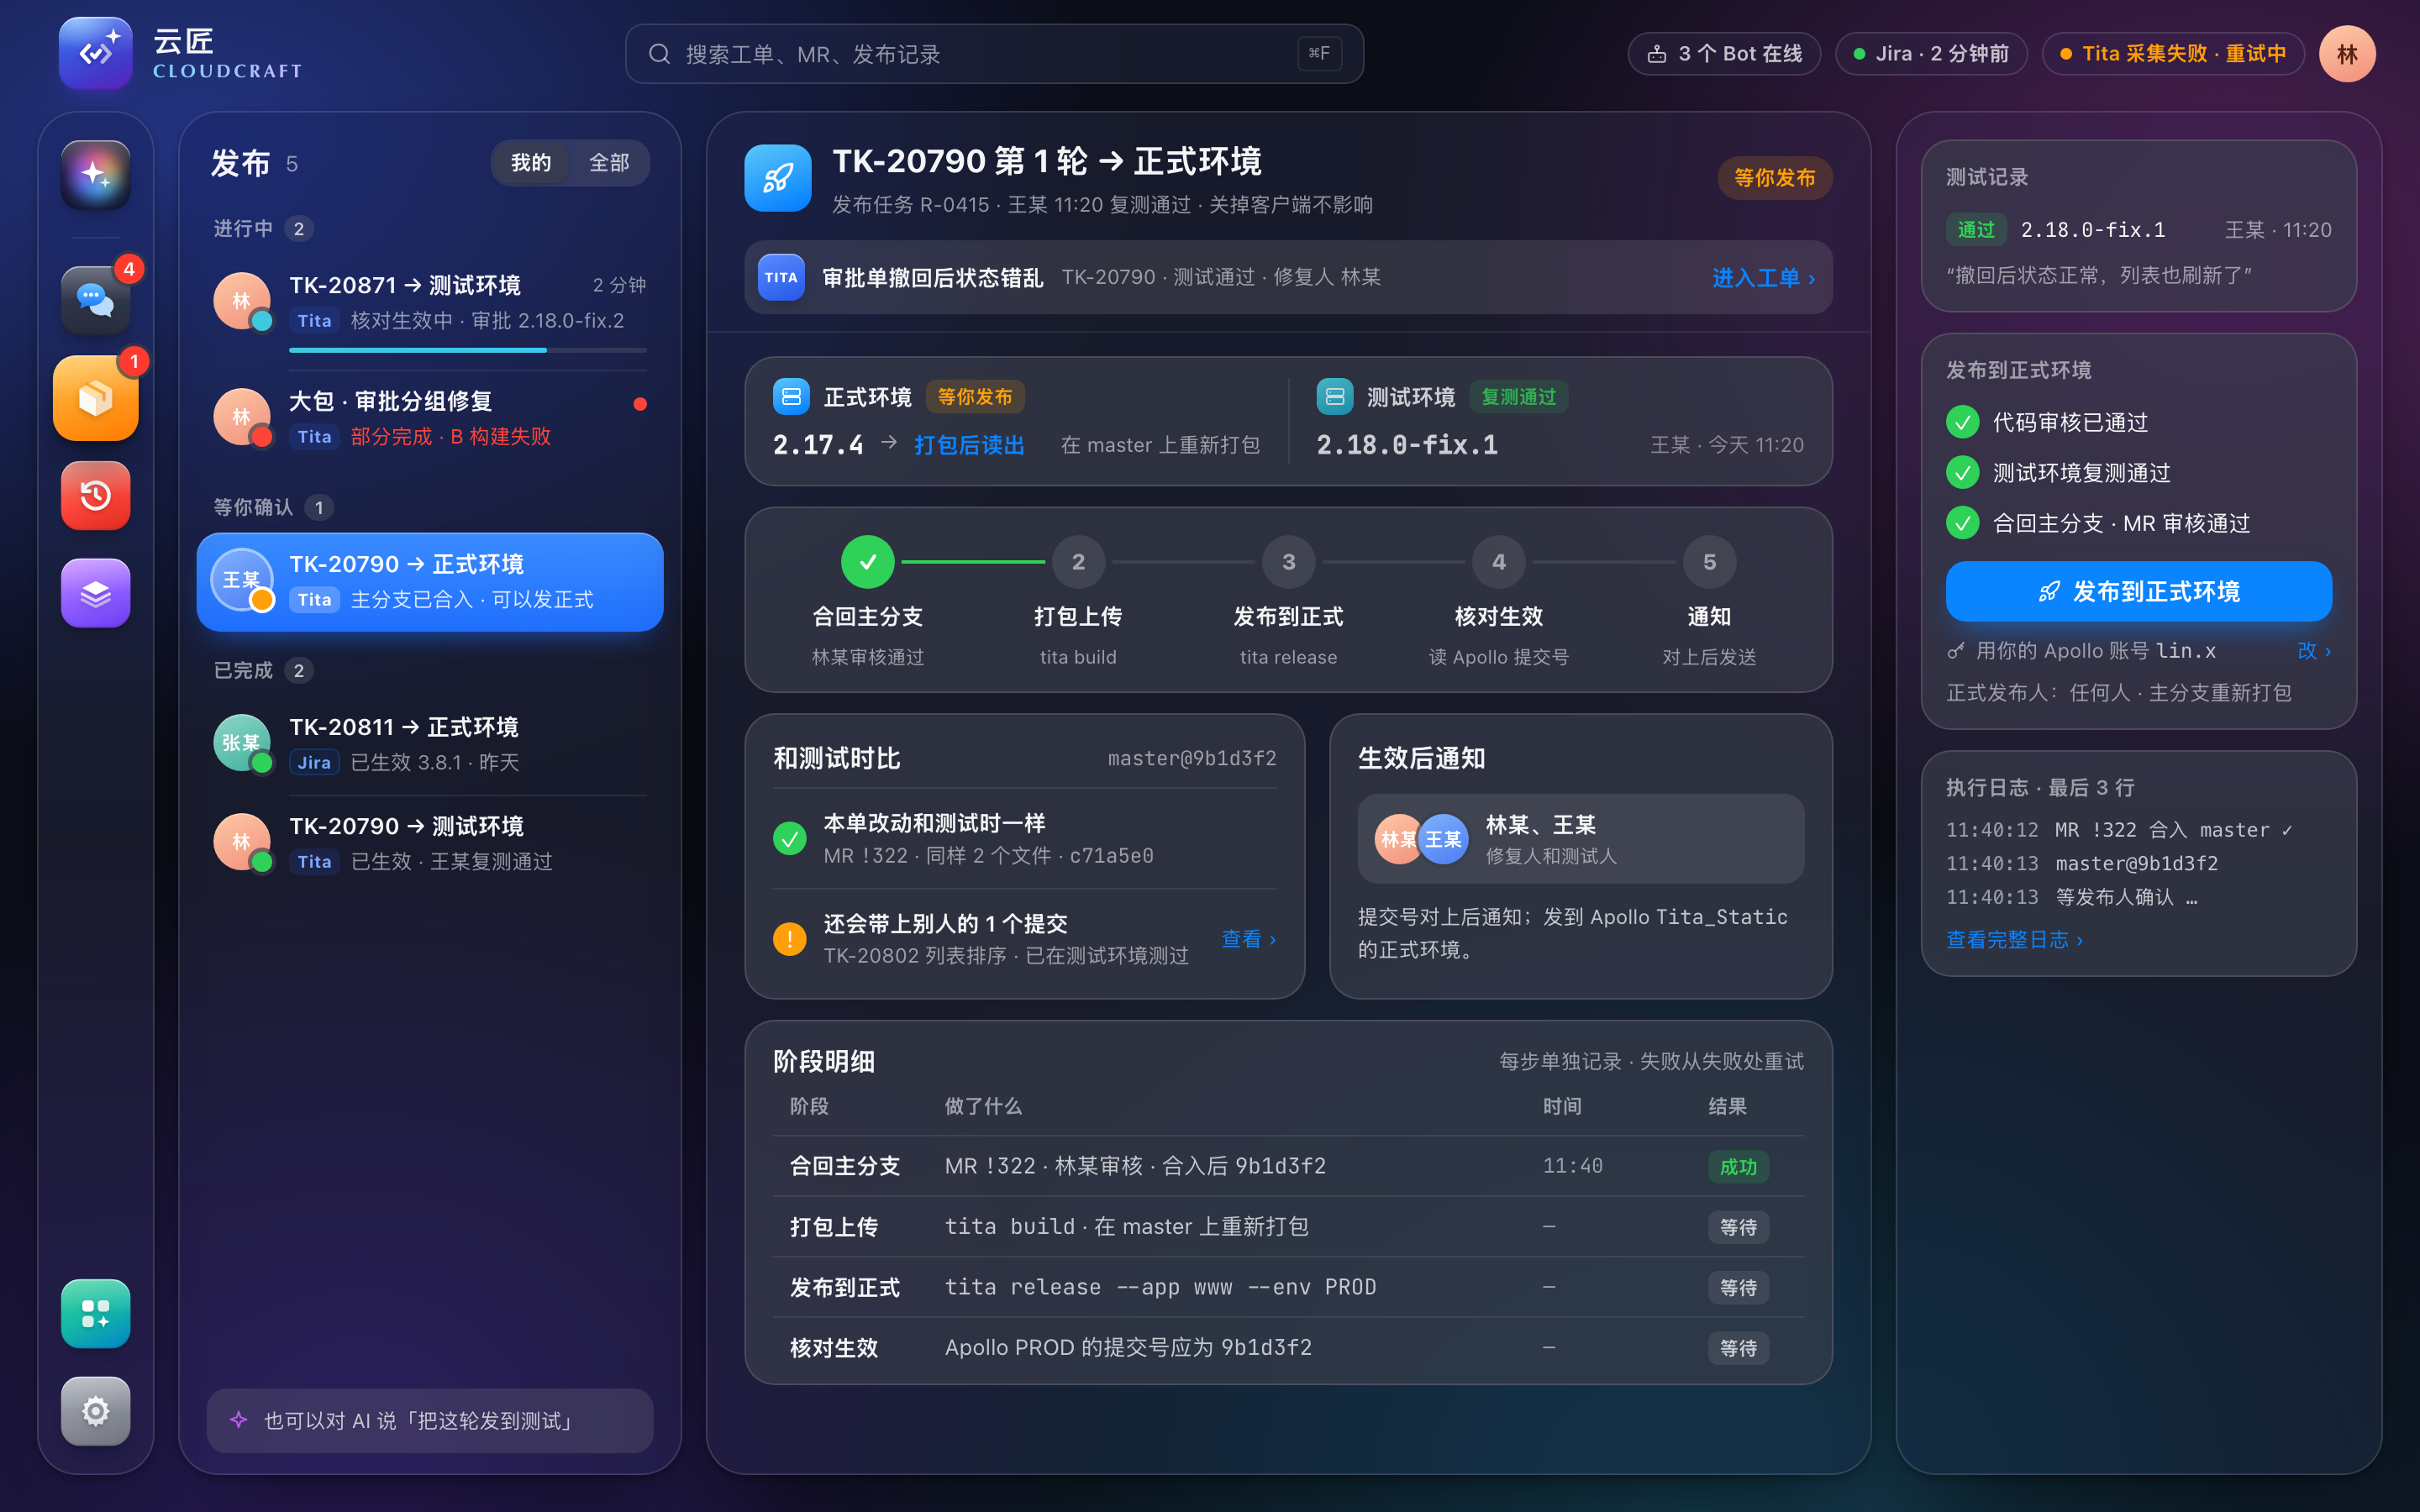 云匠
CLOUDCRAFT
搜索工单、MR、发布记录
⌘F
3 个 Bot 在线
Jira · 2 分钟前
Tita 采集失败 · 重试中
林
4
1
发布 5
我的
全部
进行中 2
林
TK-20871 → 测试环境
2 分钟
Tita 核对生效中 · 审批 2.18.0-fix.2
林
大包 · 审批分组修复
Tita 部分完成 · B 构建失败
等你确认 1
王某
TK-20790 → 正式环境
Tita 主分支已合入 · 可以发正式
已完成 2
张某
TK-20811 → 正式环境
Jira 已生效 3.8.1 · 昨天
林
TK-20790 → 测试环境
Tita 已生效 · 王某复测通过
也可以对 AI 说「把这轮发到测试」
TK-20790 第 1 轮 → 正式环境
发布任务 R-0415 · 王某 11:20 复测通过 · 关掉客户端不影响
等你发布
TITA 审批单撤回后状态错乱 TK-20790 · 测试通过 · 修复人 林某 进入工单 ›
正式环境 等你发布
2.17.4 → 打包后读出 在 master 上重新打包
测试环境 复测通过
2.18.0-fix.1 王某 · 今天 11:20
2 3 4 5
合回主分支 打包上传 发布到正式 核对生效 通知
林某审核通过 tita build tita release 读 Apollo 提交号 对上后发送
和测试时比 master@9b1d3f2
本单改动和测试时一样
MR !322 · 同样 2 个文件 · c71a5e0
还会带上别人的 1 个提交
TK-20802 列表排序 · 已在测试环境测过
查看 ›
生效后通知
林某 王某
林某、王某
修复人和测试人
提交号对上后通知；发到 Apollo Tita_Static
的正式环境。
阶段明细 每步单独记录 · 失败从失败处重试
阶段 做了什么 时间 结果
合回主分支 MR !322 · 林某审核 · 合入后 9b1d3f2 11:40 成功
打包上传 tita build · 在 master 上重新打包 — 等待
发布到正式 tita release --app www --env PROD — 等待
核对生效 Apollo PROD 的提交号应为 9b1d3f2 — 等待
测试记录
通过 2.18.0-fix.1 王某 · 11:20
“撤回后状态正常，列表也刷新了”
发布到正式环境
代码审核已通过
测试环境复测通过
合回主分支 · MR 审核通过
发布到正式环境
用你的 Apollo 账号 lin.x 改 ›
正式发布人：任何人 · 主分支重新打包
执行日志 · 最后 3 行
11:40:12 MR !322 合入 master ✓
11:40:13 master@9b1d3f2
11:40:13 等发布人确认 …
查看完整日志 ›